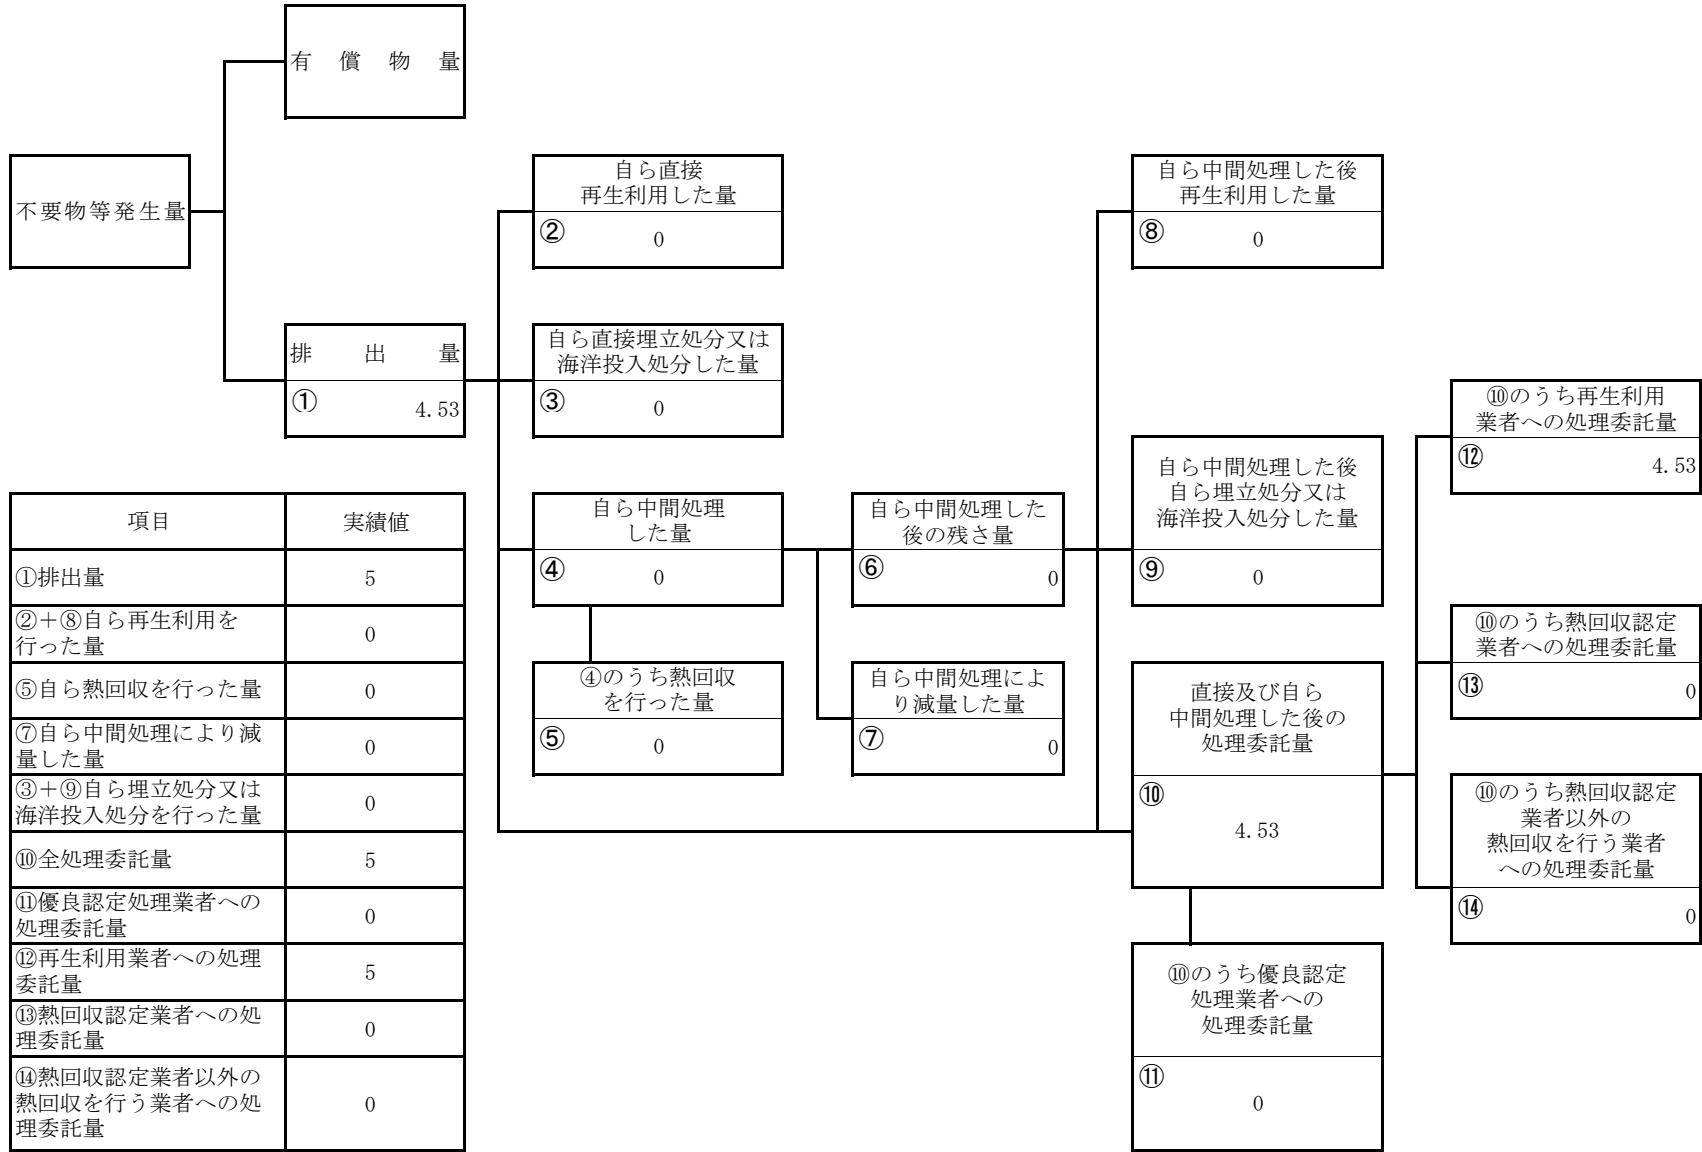 有償物量
不要物等発生量
排出量
① 4.53
自ら直接
再生利用した量
② 0
自ら直接埋立処分又は
海洋投入処分した量
③ 0
自ら中間処理
した量
④ 0
④のうち熱回収
を行った量
⑤ 0
自ら中間処理した
後の残さ量
⑥ 0
自ら中間処理によ
り減量した量
⑦ 0
自ら中間処理した後
再生利用した量
⑧ 0
自ら中間処理した後
自ら埋立処分又は
海洋投入処分した量
⑨ 0
直接及び自ら
中間処理した後の
処理委託量
⑩
4.53
⑩のうち優良認定
処理業者への
処理委託量
⑪
0
⑩のうち再生利用
業者への処理委託量
⑫ 4.53
⑩のうち熱回収認定
業者への処理委託量
⑬ 0
⑩のうち熱回収認定
業者以外の
熱回収を行う業者
への処理委託量
⑭ 0
項目 実績値
①排出量 5
②＋⑧自ら再生利用を
行った量 0
⑤自ら熱回収を行った量 0
⑦自ら中間処理により減
量した量 0
③＋⑨自ら埋立処分又は
海洋投入処分を行った量 0
⑩全処理委託量 5
⑪優良認定処理業者への
処理委託量 0
⑫再生利用業者への処理
委託量 5
⑬熱回収認定業者への処
理委託量 0
⑭熱回収認定業者以外の
熱回収を行う業者への処
理委託量 0